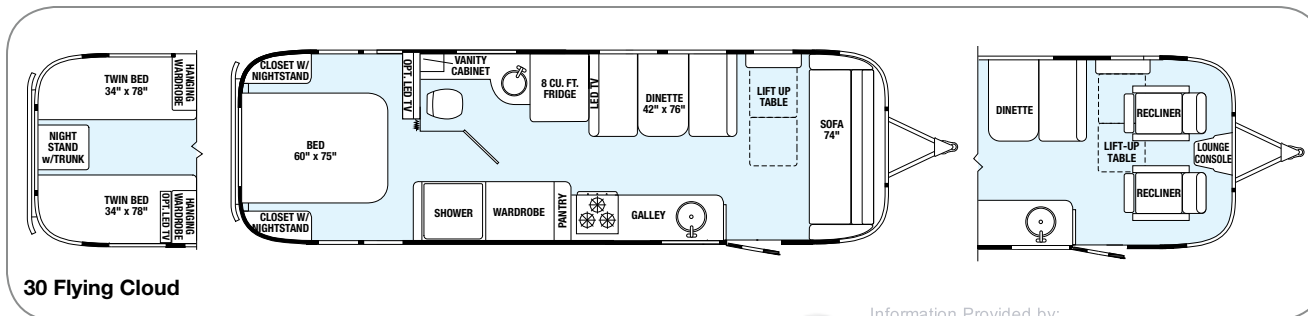 TWIN BED
34" x 78"
HANGING
WARDROBE
NIGHT
STAND
w/TRUNK
TWIN BED
34" x 78"
OPT. LED TV
HANGING
WARDROBE
CLOSET W/
NIGHTSTAND
BED
60" x 75"
CLOSET W/
NIGHTSTAND
OPT. LED TV
VANITY
CABINET
8 CU. FT.
FRIDGE
LED TV
DINETTE
42" x 76"
LIFT UP
TABLE
SOFA
74"
SHOWER
WARDROBE
PANTRY
GALLEY
DINETTE
RECLINER
LIFT-UP
TABLE
LOUNGE
CONSOLE
RECLINER
30 Flying Cloud
Information Provided by: